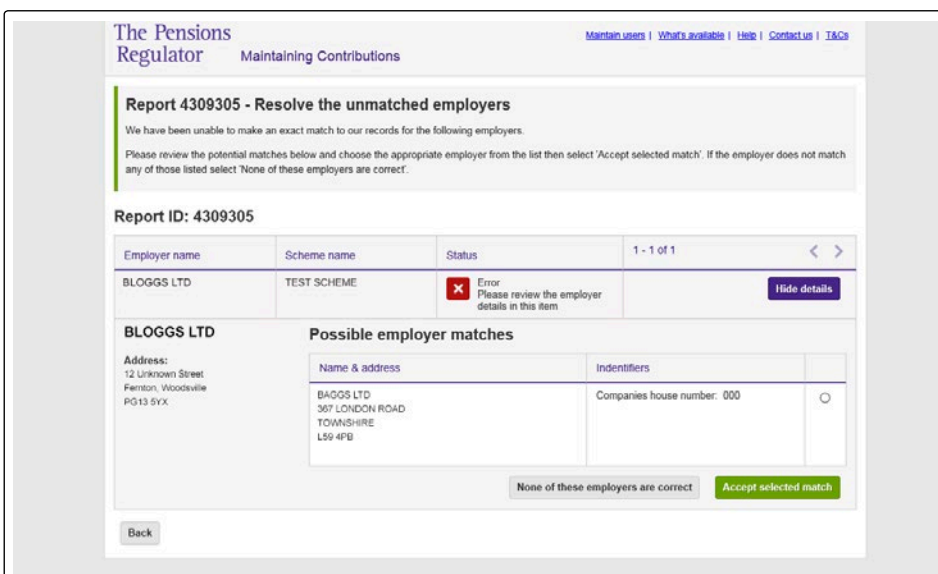 The Pensions
Regulator
Maintaining Contributions
Maintain users | What's available | Help | Contact us | T&Cs
Report 4309305 - Resolve the unmatched employers
We have been unable to make an exact match to our records for the following employers.
Please review the potential matches below and choose the appropriate employer from the list then select 'Accept selected match'. If the employer does not match
any of those listed select 'None of these employers are correct'.
Report ID: 4309305
Employer name Scheme name Status 1 - 1 of 1
BLOGGS LTD TEST SCHEME Error
Please review the employer
details in this item
Hide details
BLOGGS LTD
Address:
12 Unknown Street
Fernton, Woodsville
PG13 5YX
Possible employer matches
Name & address Indentifiers
BAGGS LTD Companies house number: 000
367 LONDON ROAD
TOWNSHIRE
L59 4PB
None of these employers are correct Accept selected match
Back